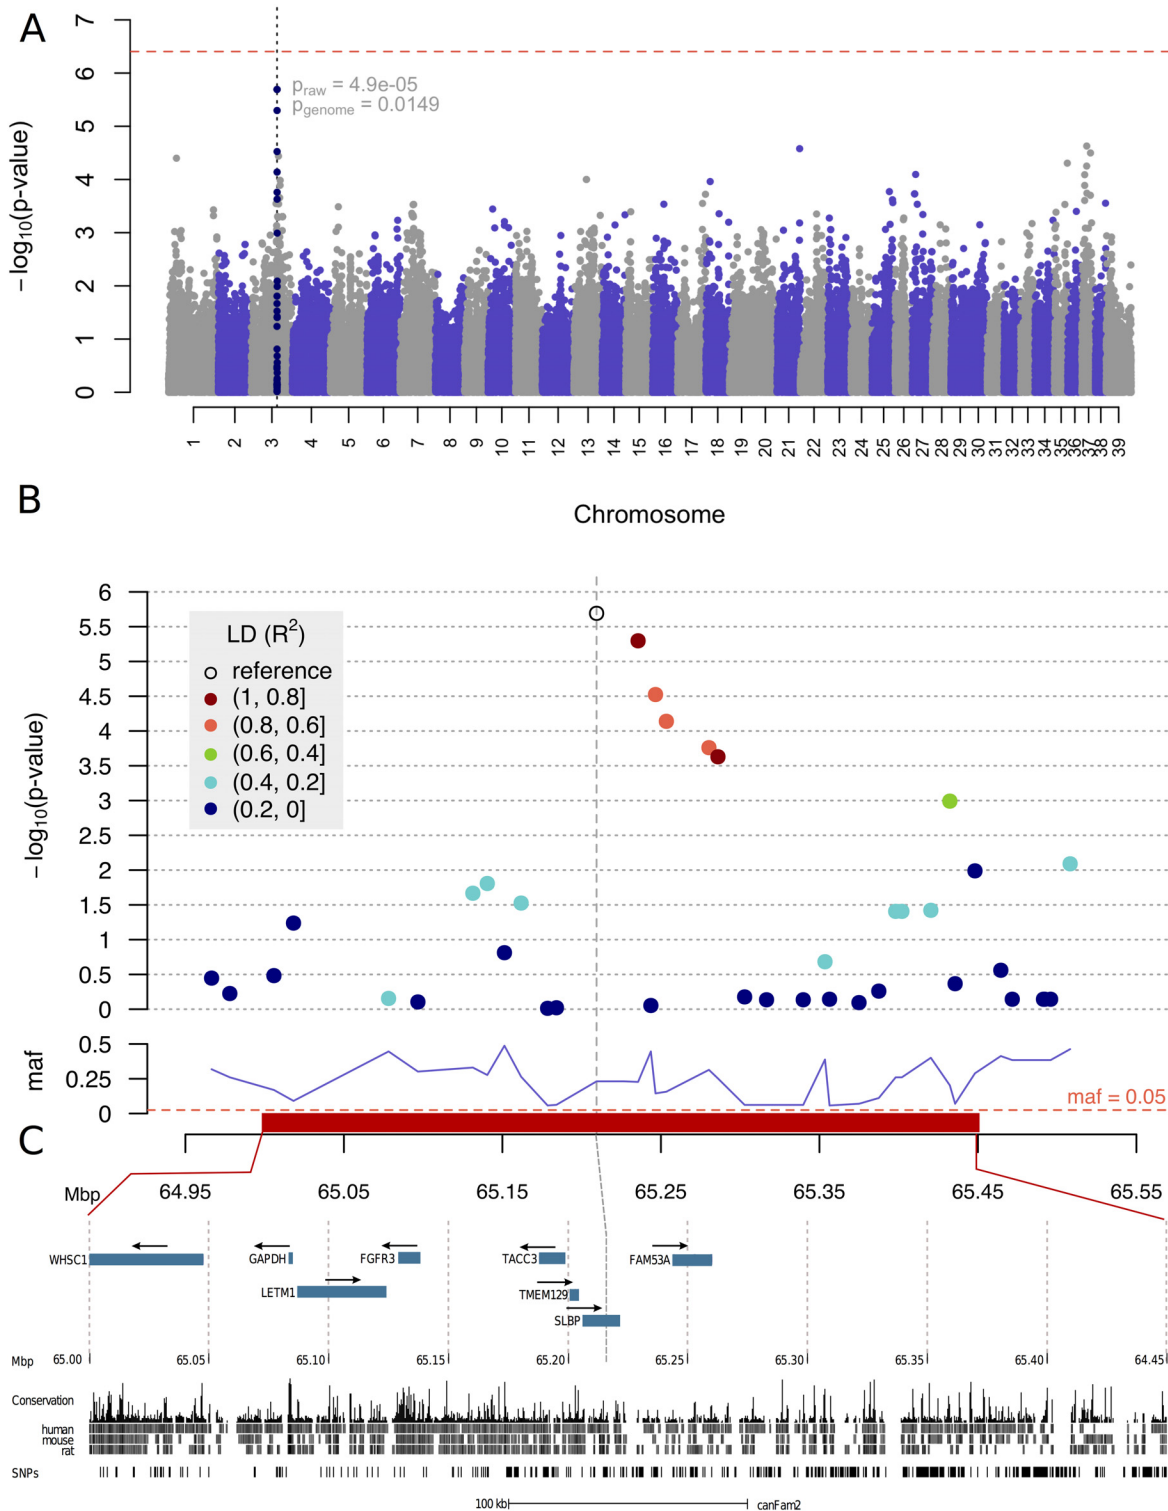 A
7
6
5
4
3
2
1
0
− log10(p-value)
praw = 4.9e-05
pgenome = 0.0149
1 2 3 4 5 6 7 8 9 10 11 12 13 14 15 16 17 18 19 20 21 22 23 24 25 26 27 28 29 30 31 32 33 34 35 36 37 38 39
Chromosome
B
6
5.5
5
4.5
4
3.5
3
2.5
2
1.5
1
0.5
0
− log10(p-value)
LD (R2)
reference
(1, 0.8]
(0.8, 0.6]
(0.6, 0.4]
(0.4, 0.2]
(0.2, 0]
0.5
0.25
0
maf
maf = 0.05
C
Mbp 64.95 65.05 65.15 65.25 65.35 65.45 65.55
WHSC1 GAPDH FGFR3 TACC3 FAM53A
LETM1 TMEM129
SLBP
Mbp 65.00 65.05 65.10 65.15 65.20 65.25 65.30 65.35 65.40 64.45
Conservation
human
mouse
rat
SNPs
100 kb canFam2